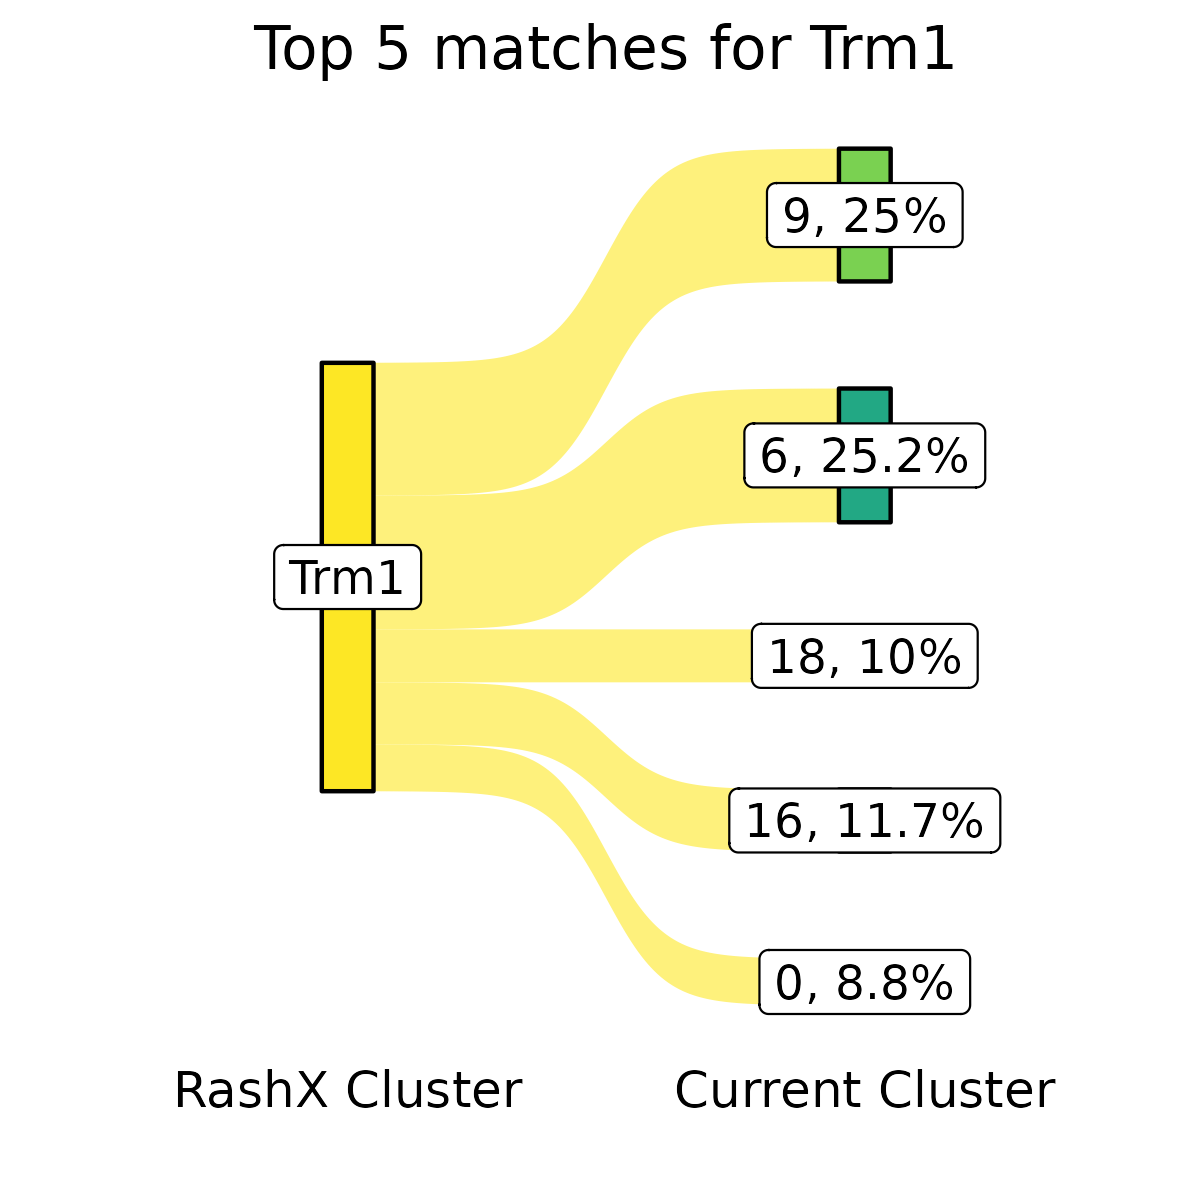 Top 5 matches for Trm1
9, 25%
6, 25.2%
Trm1
18, 10%
16, 11.7%
0, 8.8%
RashX Cluster
Current Cluster